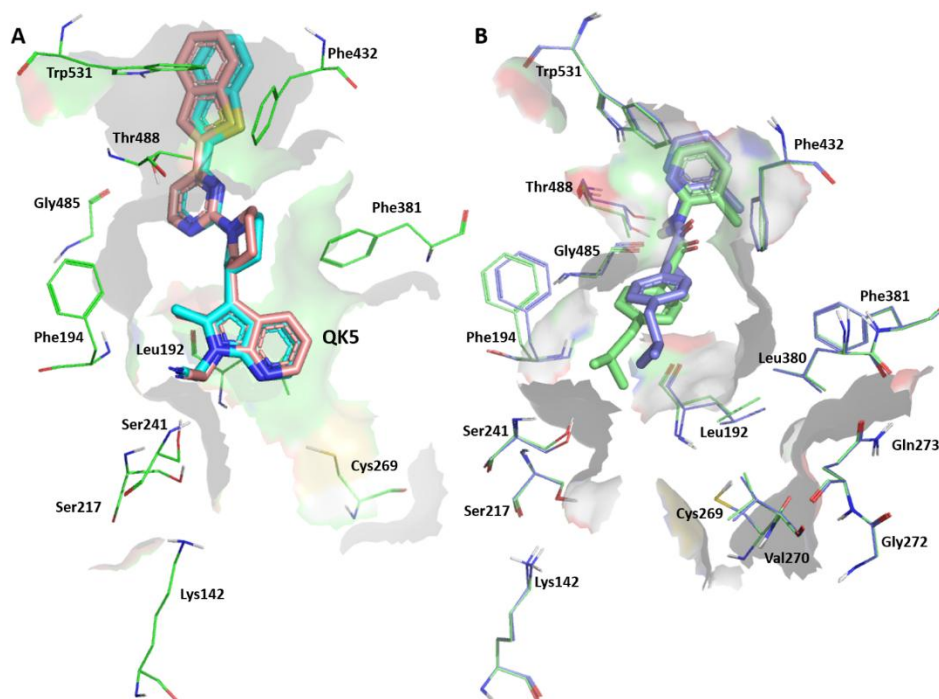 A
Trp531
Phe432
Thr488
Gly485
Phe381
Phe194
Leu192
QK5
Ser241
Ser217
Cys269
Lys142
B
Trp531
Phe432
Thr488
Gly485
Phe194
Phe381
Leu380
Leu192
Ser241
Gln273
Ser217
Cys269
Val270
Gly272
Lys142